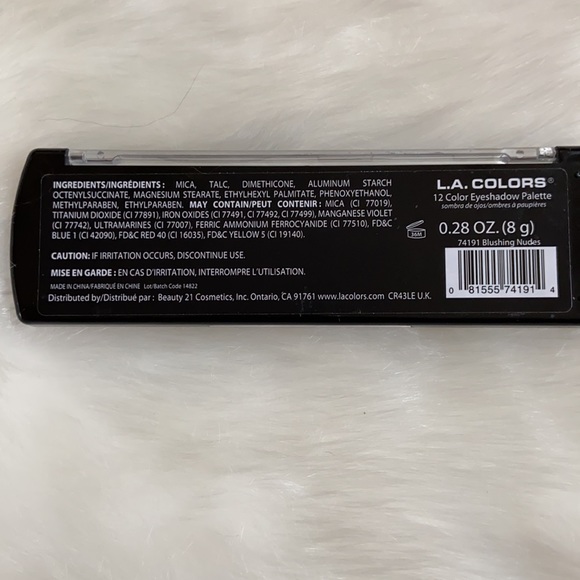 INGREDIENTS/INGRÉDIENTS: MICA, TALC, DIMETHICONE, ALUMINUM STARCH
OCTENYLSUCCINATE, MAGNESIUM STEARATE, ETHYLHEXYL PALMITATE, PHENOXYETHANOL,
METHYLPARABEN, ETHYLPARABEN. MAY CONTAIN/PEUT CONTENIR: MICA (CI 77019),
TITANIUM DIOXIDE (CI 77891), IRON OXIDES (CI 77491, CI 77492, CI 77499), MANGANESE VIOLET
(CI 77742), ULTRAMARINES (CI 77007), FERRIC AMMONIUM FERROCYANIDE (CI 77510), FD&C
BLUE 1 (CI 42090), FD&C RED 40 (CI 16035), FD&C YELLOW 5 (CI 19140).
CAUTION: IF IRRITATION OCCURS, DISCONTINUE USE.
MISE EN GARDE: EN CAS D'IRRITATION, INTERROMPRE L'UTILISATION.
MADE IN CHINA/FABRIQUÉ EN CHINE Lot/Batch Code 14822
Distributed by/Distribué par: Beauty 21 Cosmetics, Inc. Ontario, CA 91761 www.lacolors.com CR43LE U.K.
L.A. COLORS®
12 Color Eyeshadow Palette
sombra de ojos/ombres à paupières
36M
0.28 OZ. (8 g)
74191 Blushing Nudes
0 81555 74191 4